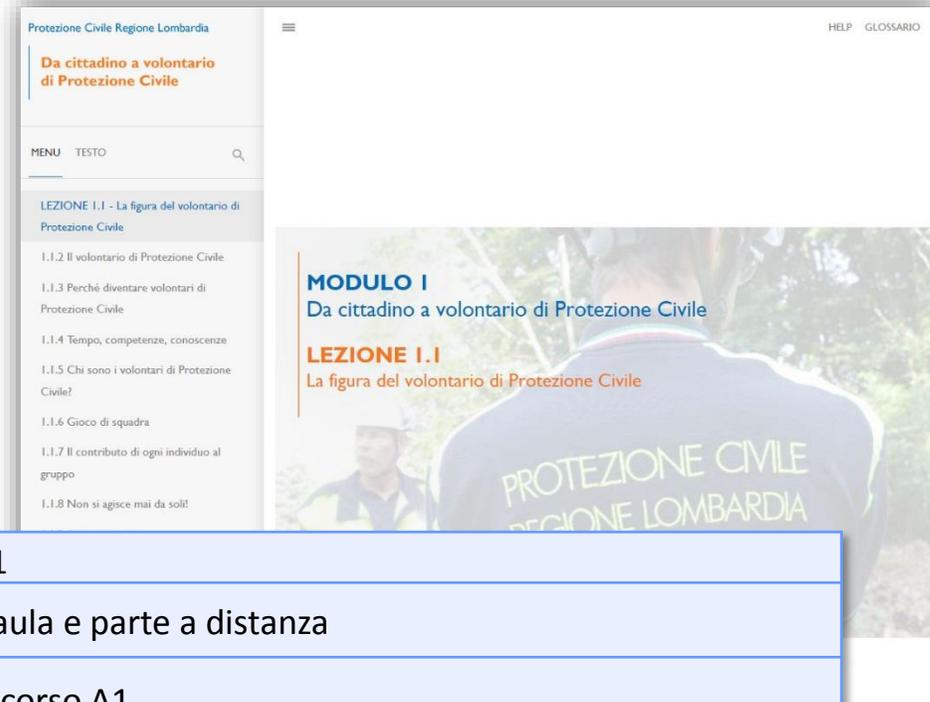 Protezione Civile Regione Lombardia
HELP GLOSSARIO
Da cittadino a volontario
di Protezione Civile
MENU TESTO
LEZIONE 1.1 - La figura del volontario di
Protezione Civile
1.1.2 Il volontario di Protezione Civile
1.1.3 Perché diventare volontari di
Protezione Civile
1.1.4 Tempo, competenze, conoscenze
1.1.5 Chi sono i volontari di Protezione
Civile?
1.1.6 Gioco di squadra
1.1.7 Il contributo di ogni individuo al
gruppo
1.1.8 Non si agisce mai da soli!
MODULO 1
Da cittadino a volontario di Protezione Civile
LEZIONE 1.1
La figura del volontario di Protezione Civile
PROTEZIONE CIVILE
REGIONE LOMBARDIA
1
aula e parte a distanza
corso A1